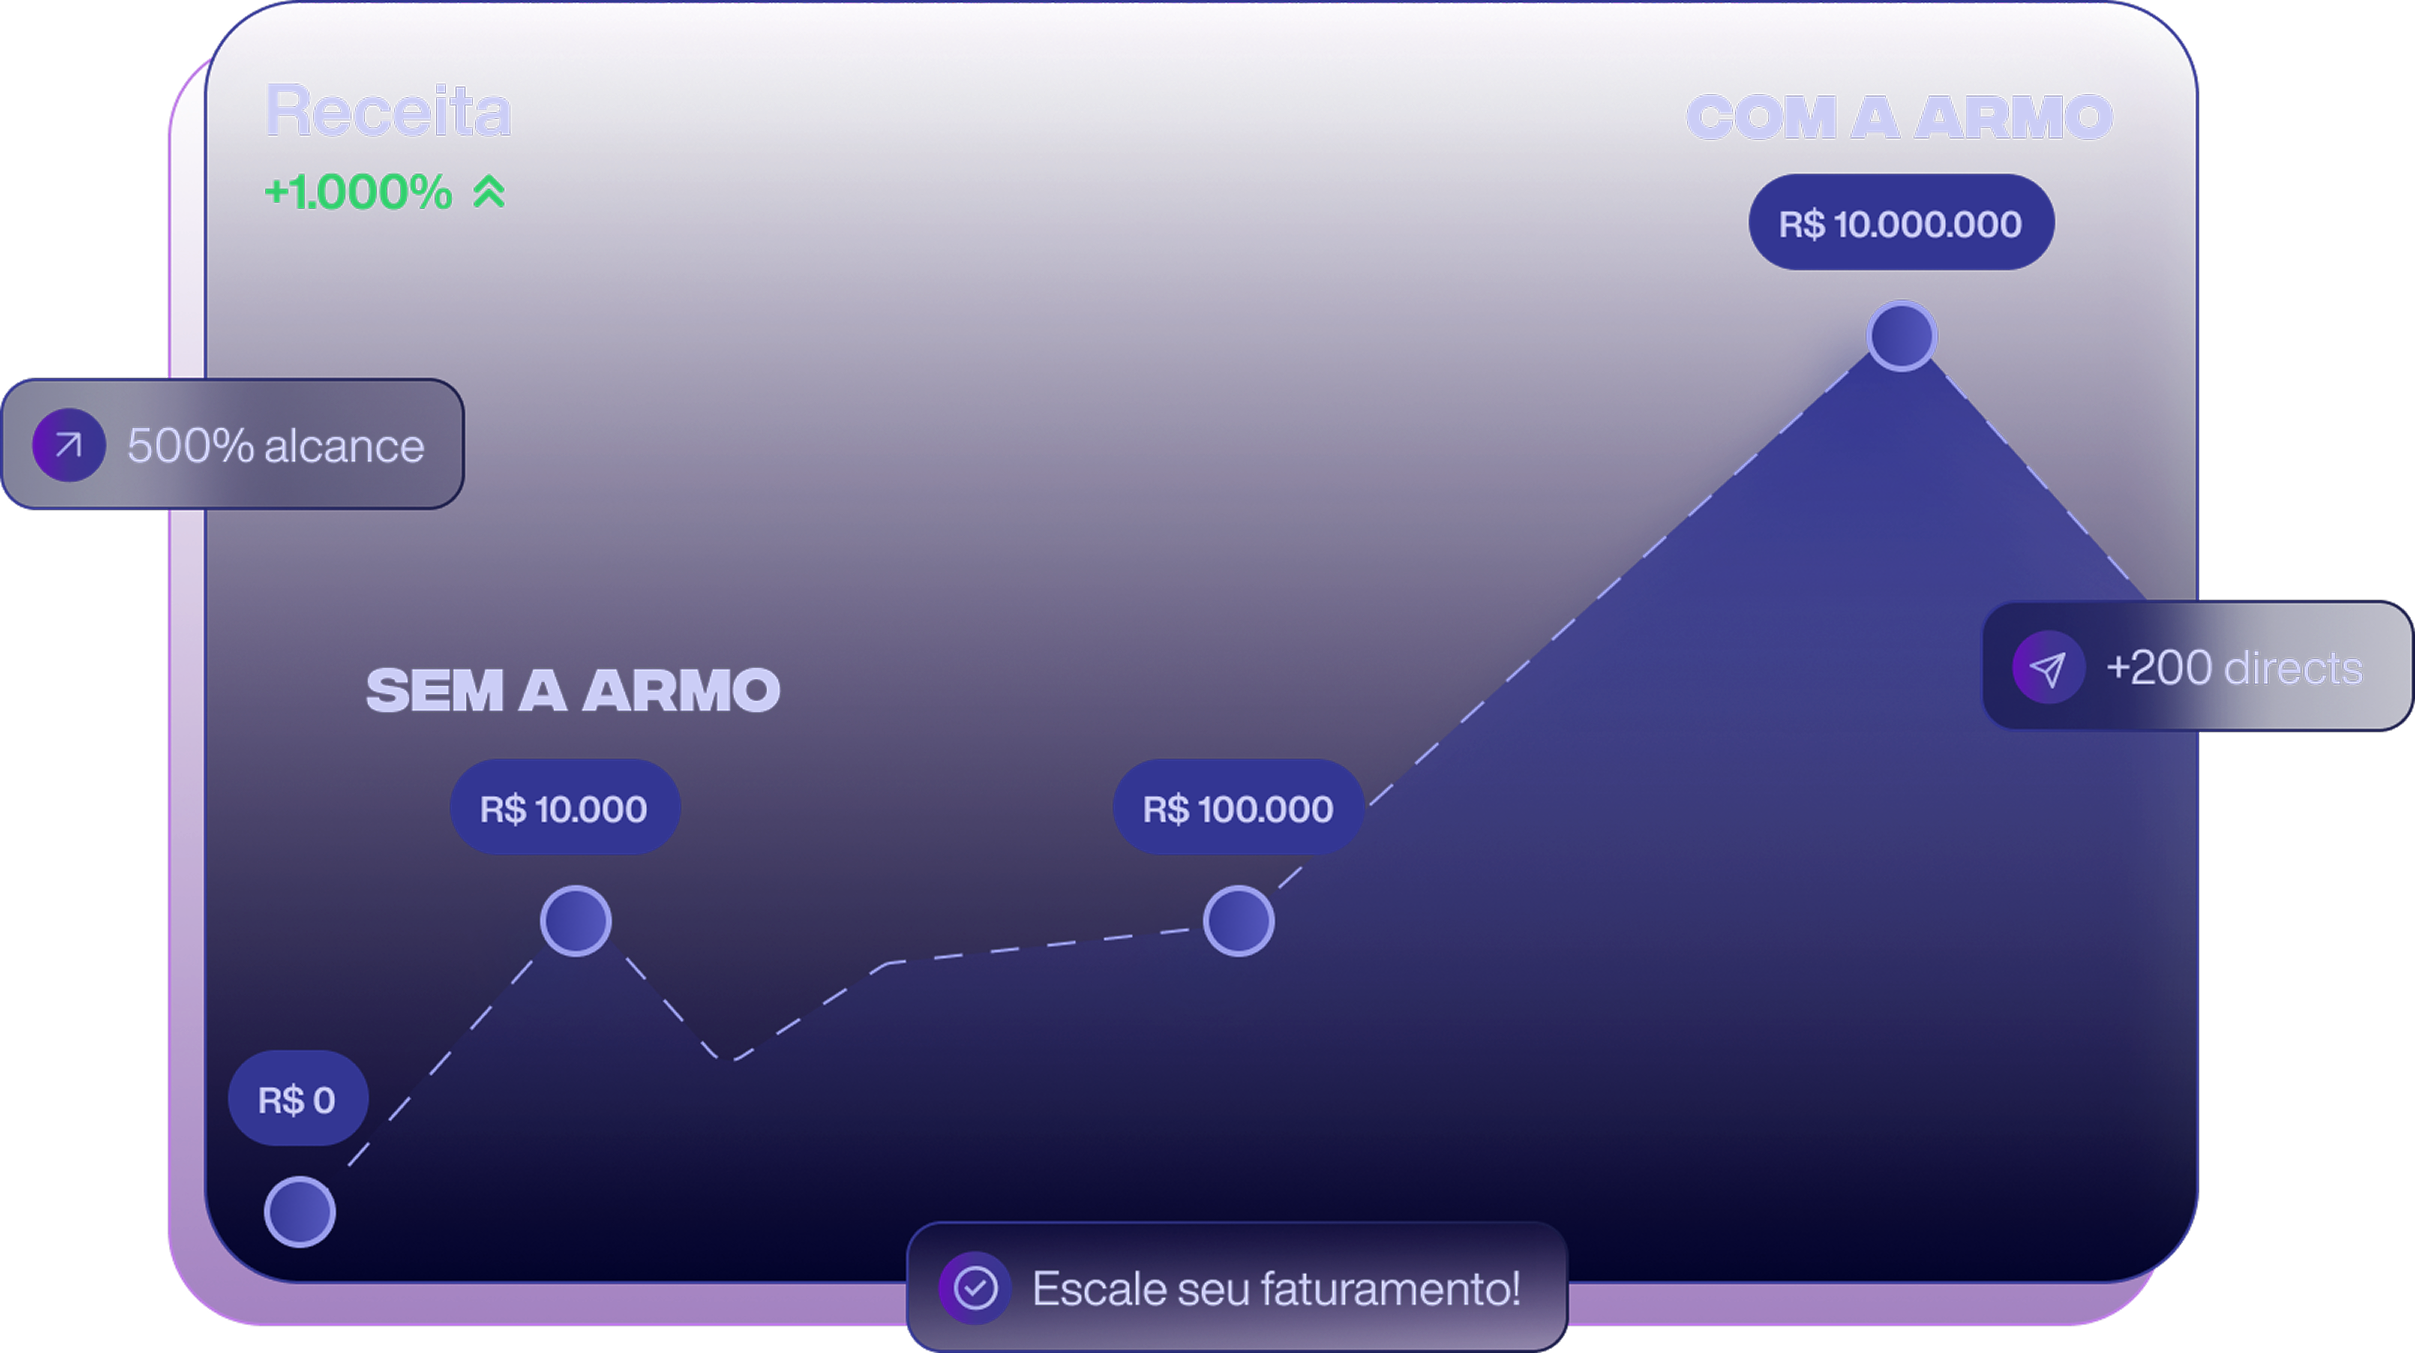 Receita
+1.000%
COM A ARMO
R$ 10.000.000
500% alcance
+200 directs
SEM A ARMO
R$ 10.000
R$ 100.000
R$ 0
Escale seu faturamento!